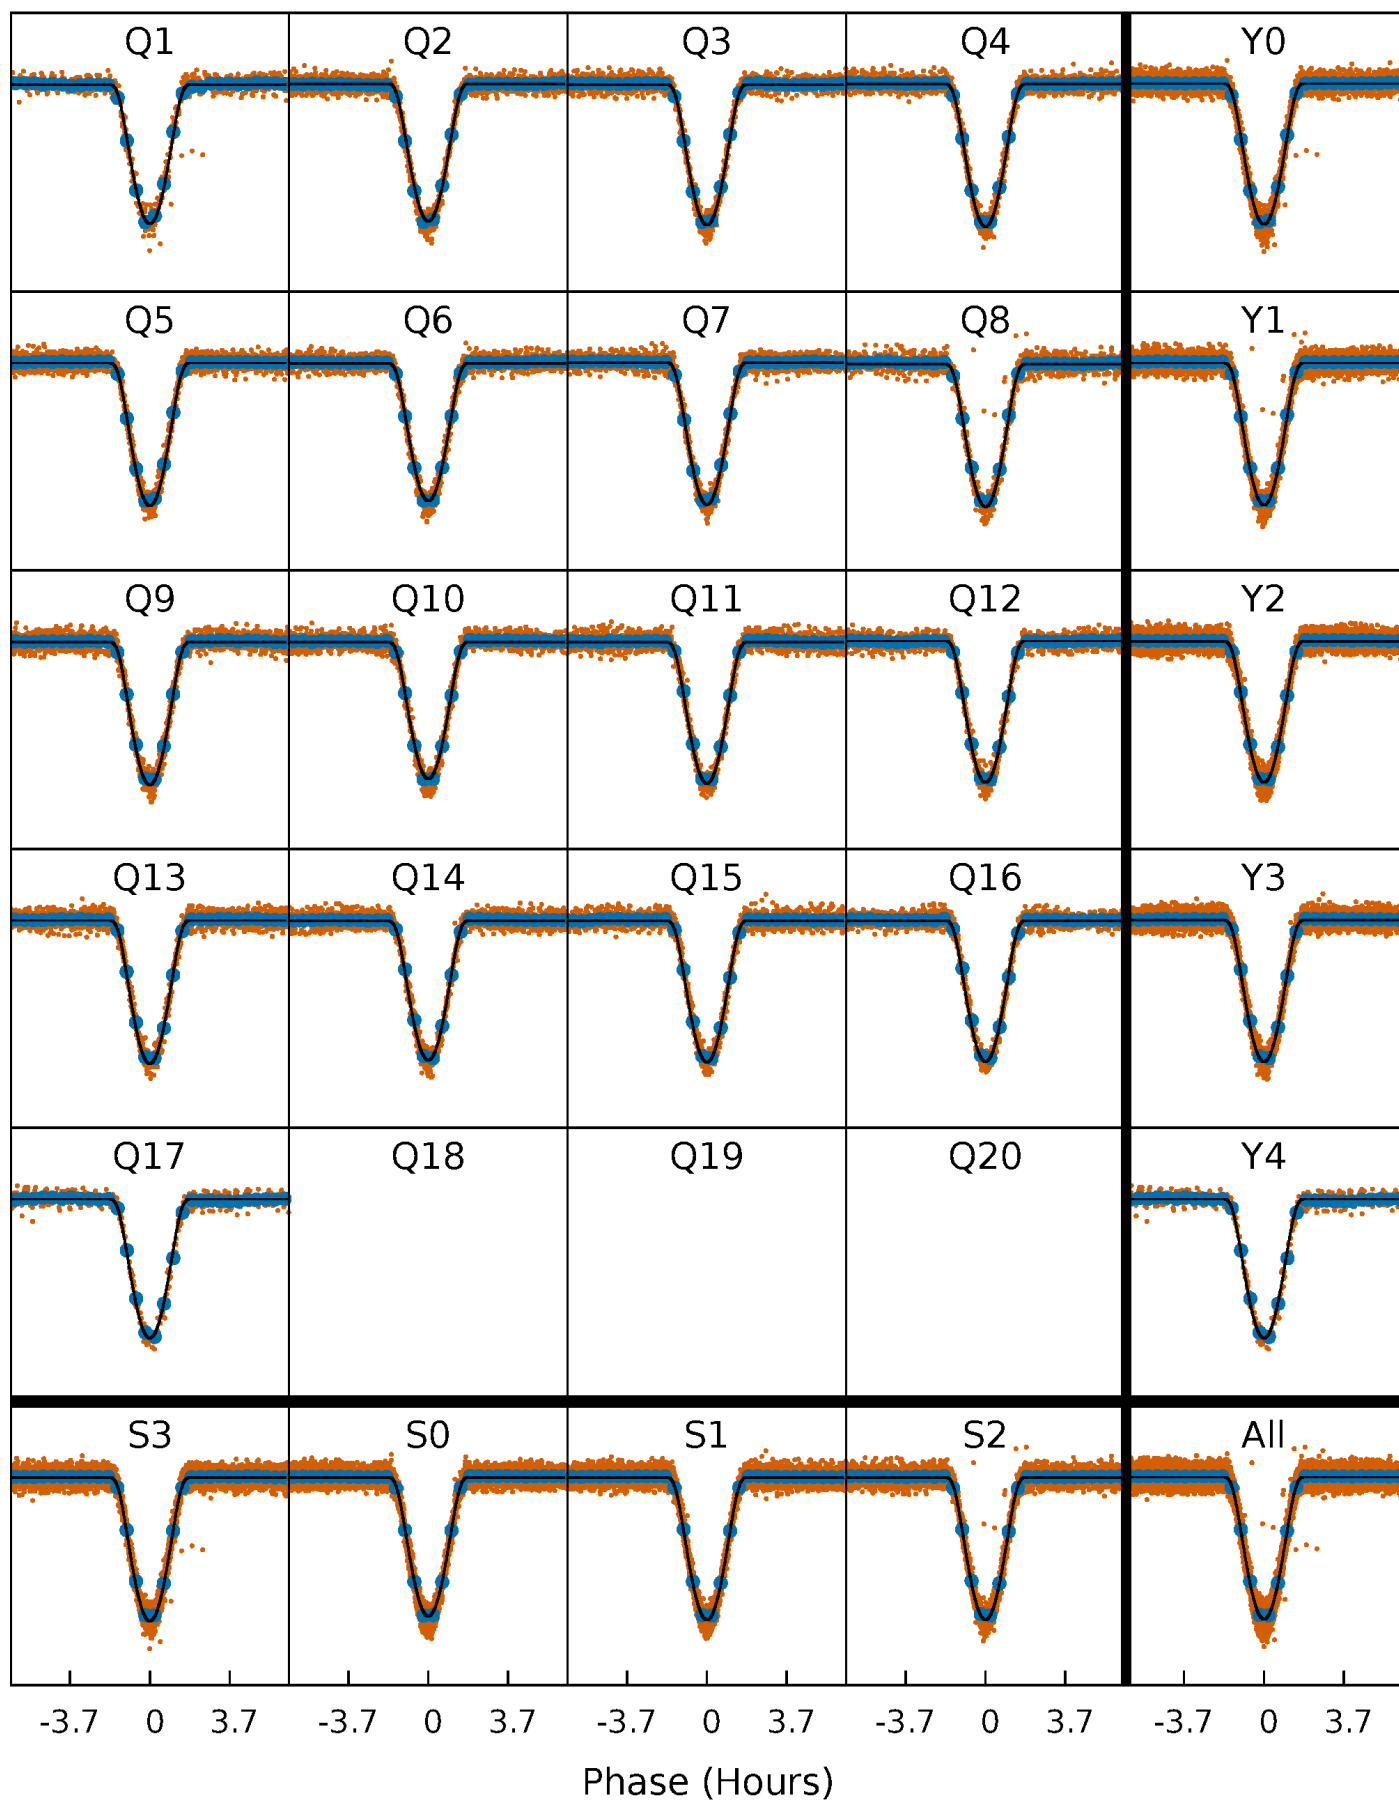 Q1 Q2 Q3 Q4 Y0
Q5 Q6 Q7 Q8 Y1
Q9 Q10 Q11 Q12 Y2
Q13 Q14 Q15 Q16 Y3
Q17 Q18 Q19 Q20 Y4
S3 S0 S1 S2 All
-3.7 0 3.7 -3.7 0 3.7 -3.7 0 3.7 -3.7 0 3.7 -3.7 0 3.7
Phase (Hours)